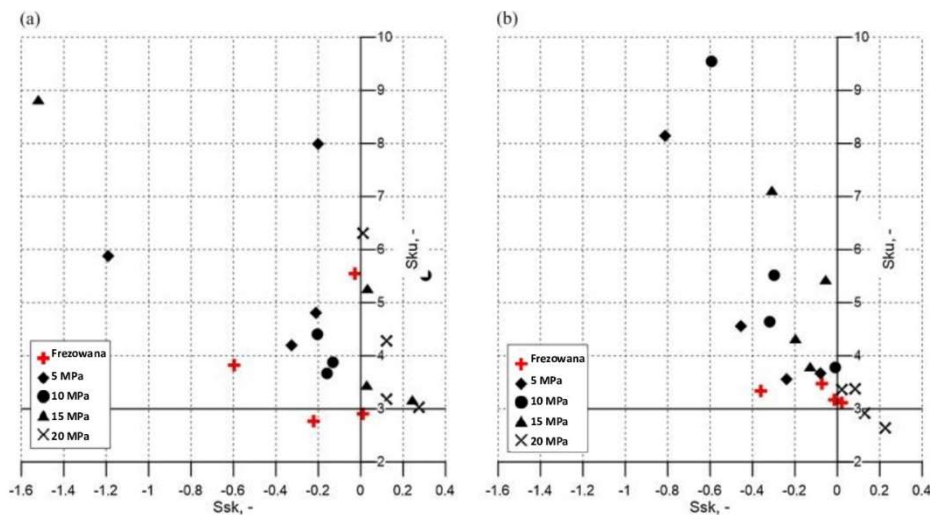 (a)
10
9
8
7
6
Sku, -
5
4
3
2
Frezowana
5 MPa
10 MPa
15 MPa
20 MPa
-1.6 -1.4 -1.2 -1 -0.8 -0.6 -0.4 -0.2 0 0.2 0.4
Ssk, -
(b)
10
9
8
7
6
Sku, -
5
4
3
2
Frezowana
5 MPa
10 MPa
15 MPa
20 MPa
-1.6 -1.4 -1.2 -1 -0.8 -0.6 -0.4 -0.2 0 0.2 0.4
Ssk, -